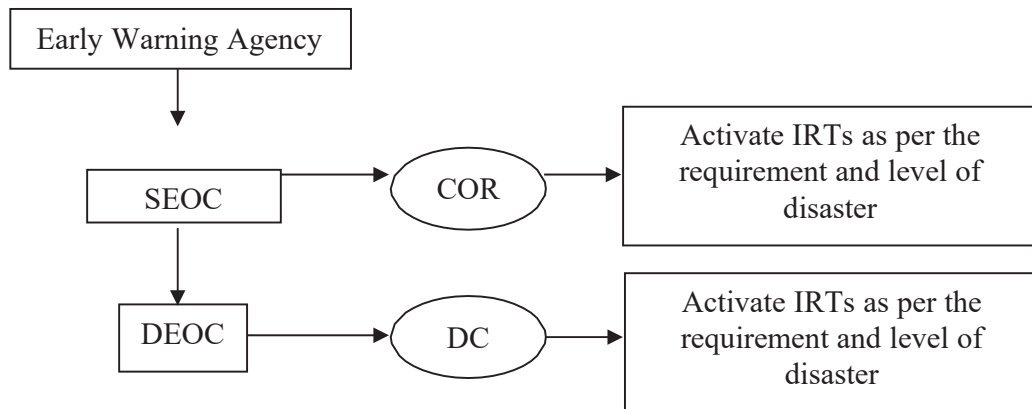 Early Warning Agency
SEOC
COR
Activate IRTs as per the
requirement and level of
disaster
DEOC
DC
Activate IRTs as per the
requirement and level of
disaster